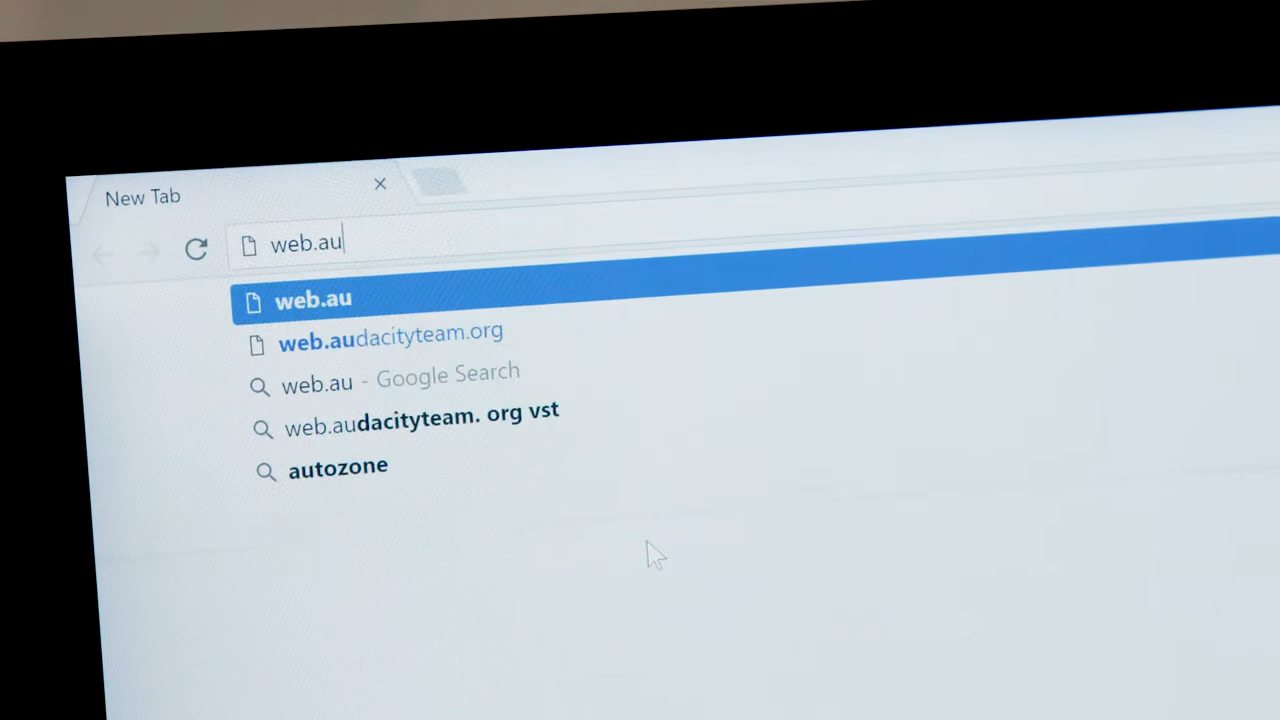 New Tab
web.au
web.au
web.audacityteam.org
web.au - Google Search
web.audacityteam. org vst
autozone